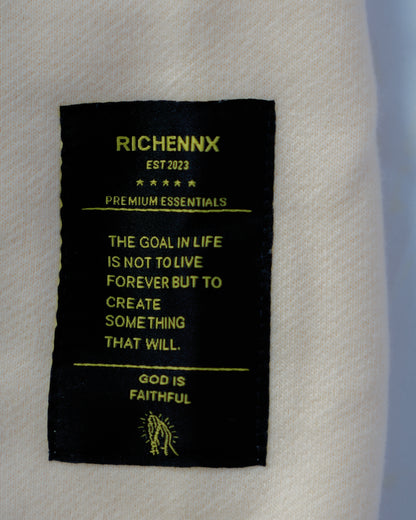 RICHENNX
EST 2023
★★★★★
PREMIUM ESSENTIALS
THE GOAL IN LIFE
IS NOT TO LIVE
FOREVER BUT TO
CREATE
SOMETHING
THAT WILL.
GOD IS
FAITHFUL